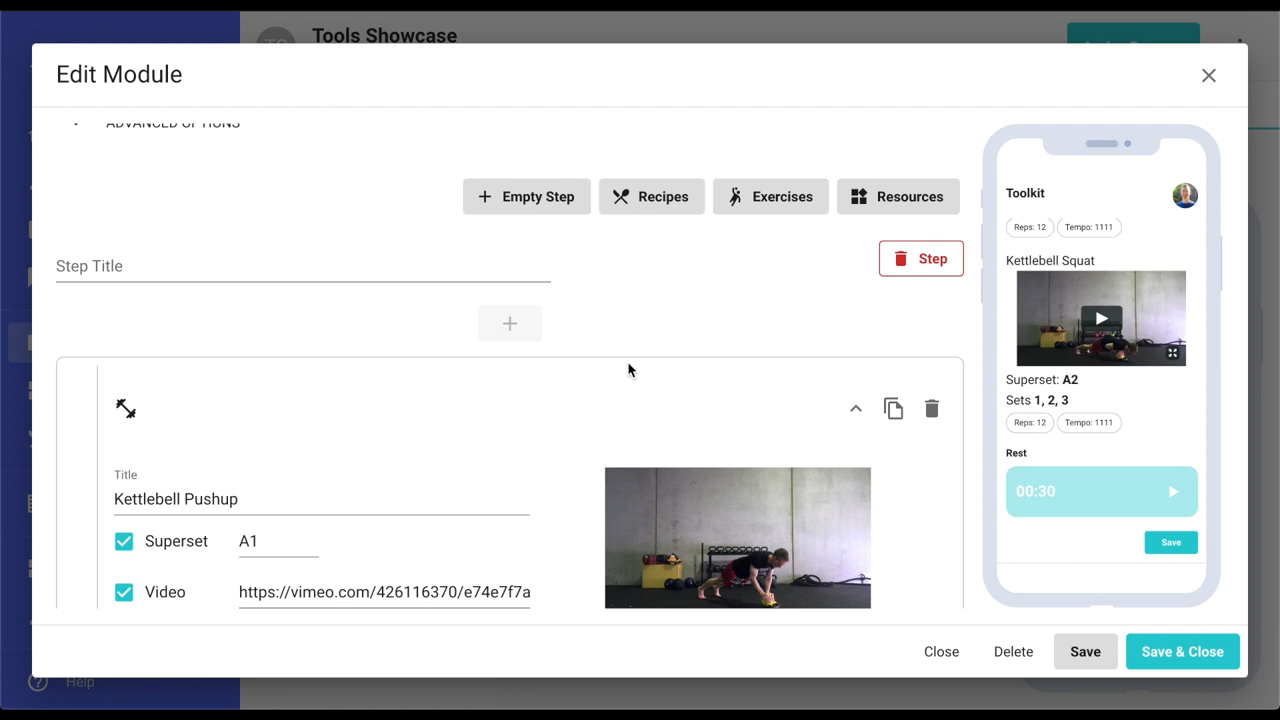 Tools Showcase
Edit Module
ADVANCED OPTIONS
Empty Step
Recipes
Exercises
Resources
Step Title
Step
Title
Kettlebell Pushup
Superset
A1
Video
https://vimeo.com/426116370/e74e7f7a
Toolkit
Reps: 12
Tempo: 1111
Kettlebell Squat
Superset: A2
Sets 1, 2, 3
Reps: 12
Tempo: 1111
Rest
00:30
Save
Close
Delete
Save
Save & Close
Help